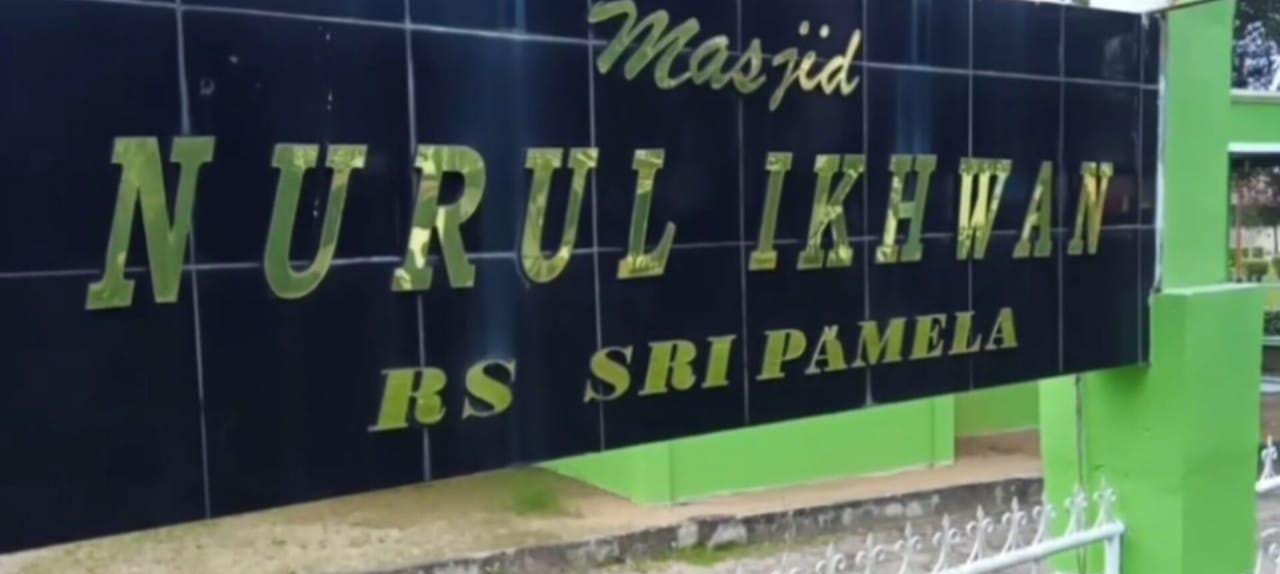 Masjid
NURUL IKHWAN
RS SRI PAMELA